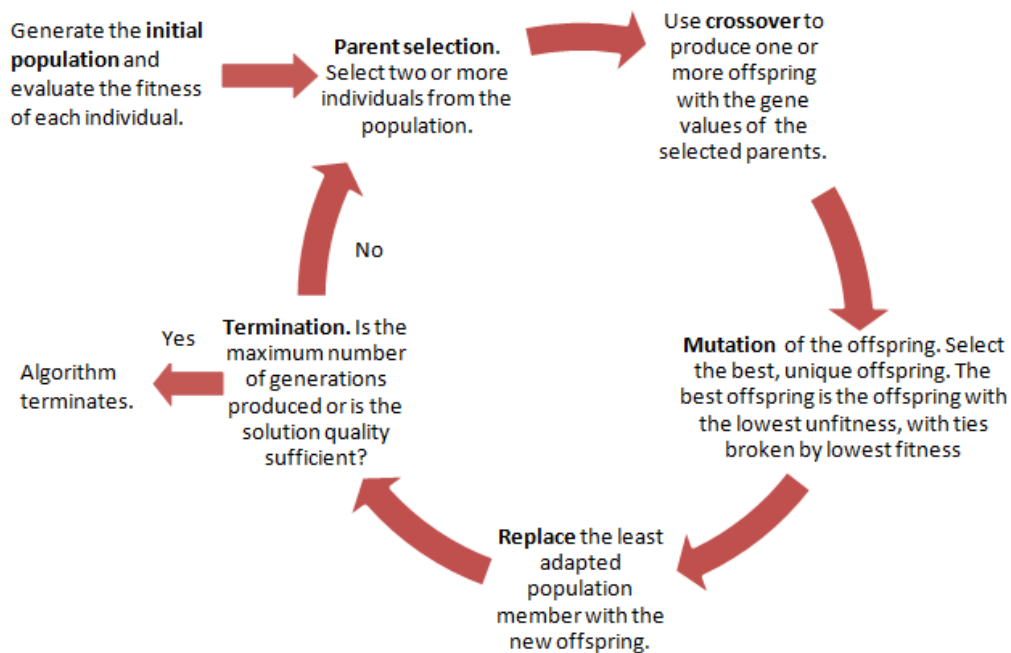 Generate the initial
population and
evaluate the fitness
of each individual.
Parent selection.
Select two or more
individuals from the
population.
Use crossover to
produce one or
more offspring
with the gene
values of the
selected parents.
Mutation of the offspring. Select
the best, unique offspring. The
best offspring is the offspring with
the lowest unfitness, with ties
broken by lowest fitness
Replace the least
adapted
population
member with the
new offspring.
Termination. Is the
maximum number
of generations
produced or is the
solution quality
sufficient?
No
Yes
Algorithm
terminates.